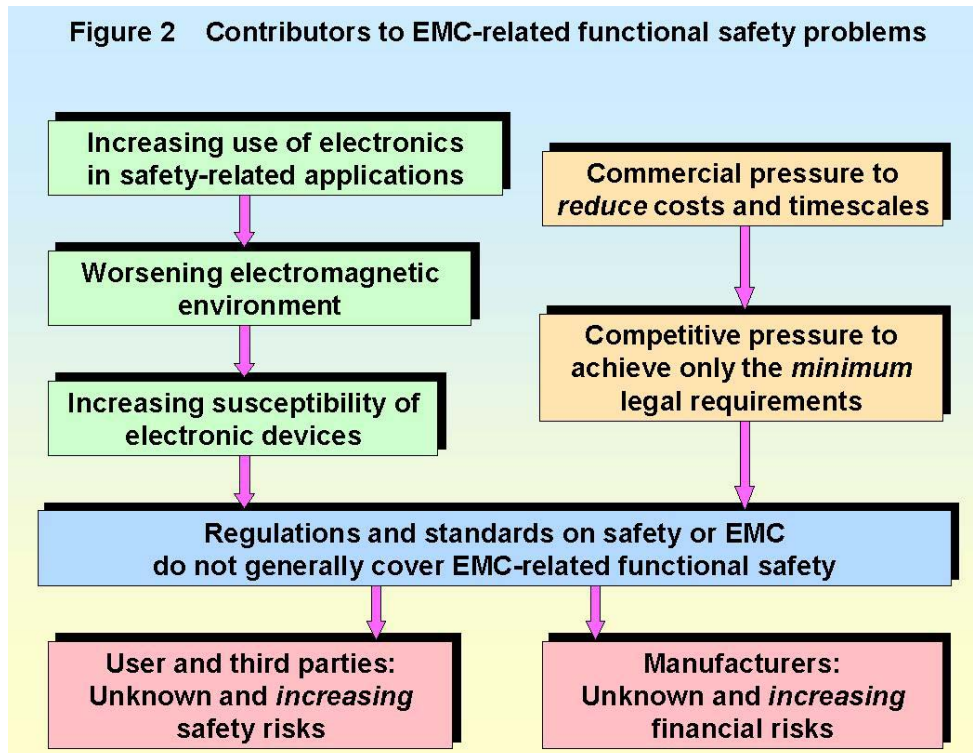 Figure 2 Contributors to EMC-related functional safety problems
Increasing use of electronics
in safety-related applications
Worsening electromagnetic
environment
Increasing susceptibility of
electronic devices
Commercial pressure to
reduce costs and timescales
Competitive pressure to
achieve only the minimum
legal requirements
Regulations and standards on safety or EMC
do not generally cover EMC-related functional safety
User and third parties:
Unknown and increasing
safety risks
Manufacturers:
Unknown and increasing
financial risks